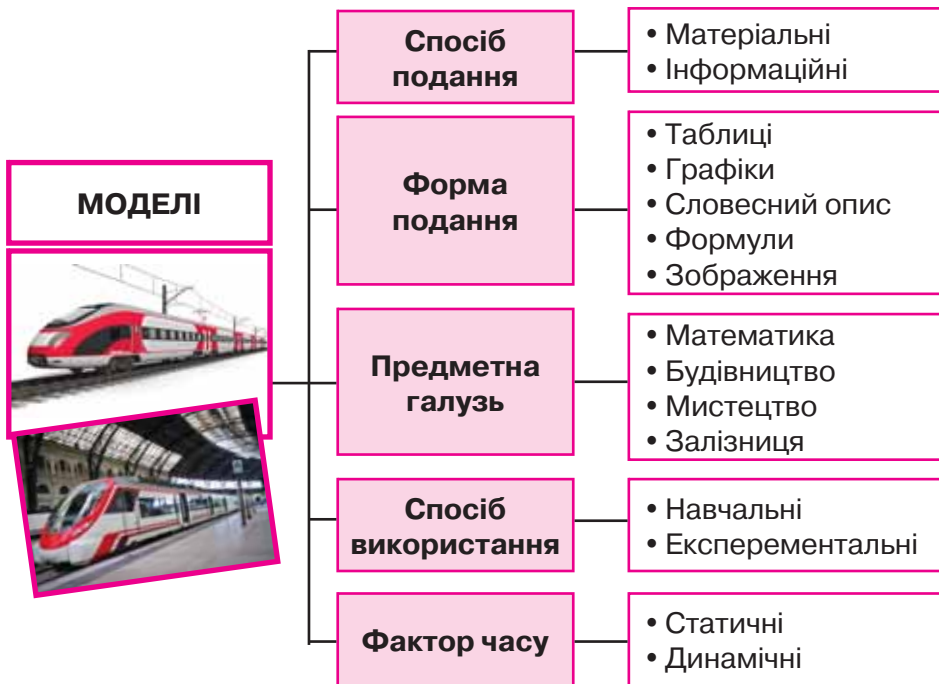 МОДЕЛІ
Спосіб
подання
• Матеріальні
• Інформаційні
Форма
подання
• Таблиці
• Графіки
• Словесний опис
• Формули
• Зображення
Предметна
галузь
• Математика
• Будівництво
• Мистецтво
• Залізниця
Спосіб
використання
• Навчальні
• Експерементальні
Фактор часу
• Статичні
• Динамічні